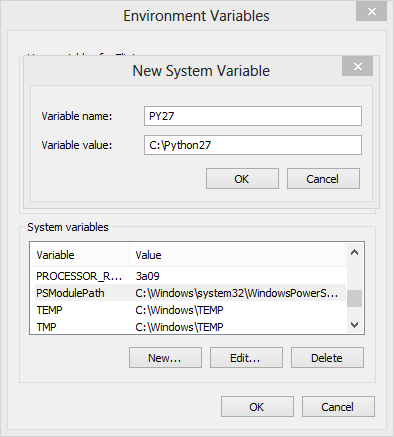 Environment Variables
New System Variable
Variable name: PY27
Variable value: C:\Python27
OK Cancel
System variables
Variable Value
PROCESSOR_R... 3a09
PSModulePath C:\Windows\system32\WindowsPowerS...
TEMP C:\Windows\TEMP
TMP C:\Windows\TEMP
New... Edit... Delete
OK Cancel